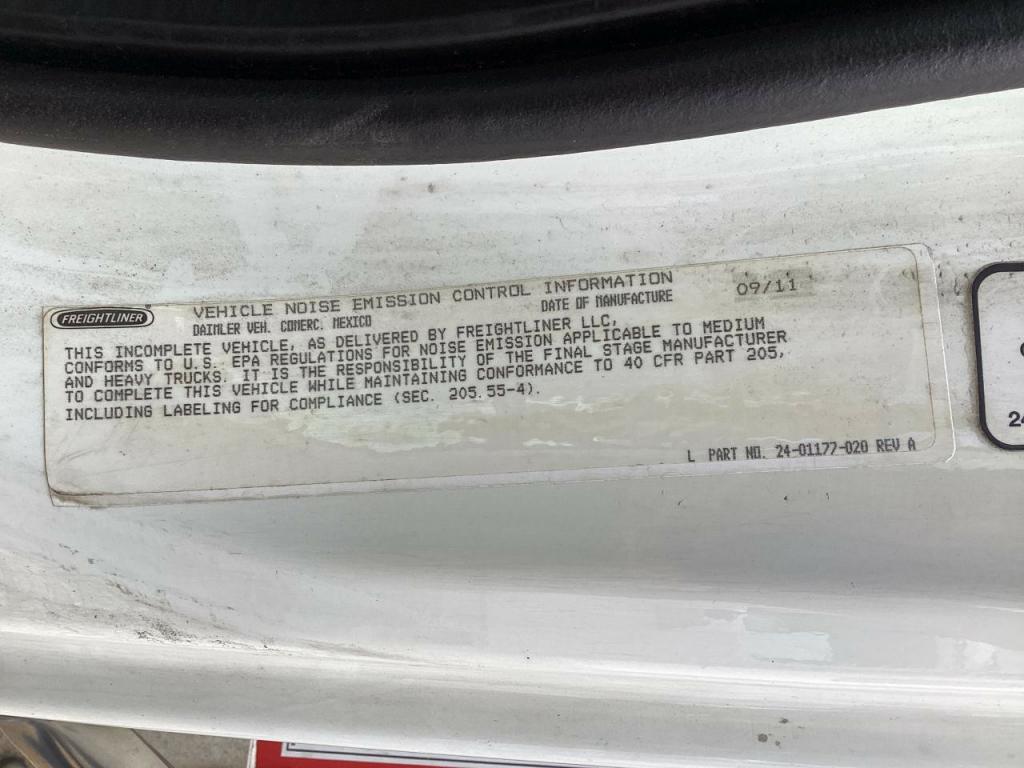 FREIGHTLINER
VEHICLE NOISE EMISSION CONTROL INFORMATION
DAIMLER VEH. COMERC. MEXICO DATE OF MANUFACTURE 09/11
THIS INCOMPLETE VEHICLE, AS DELIVERED BY FREIGHTLINER LLC,
CONFORMS TO U.S. EPA REGULATIONS FOR NOISE EMISSION APPLICABLE TO MEDIUM
AND HEAVY TRUCKS. IT IS THE RESPONSIBILITY OF THE FINAL STAGE MANUFACTURER
TO COMPLETE THIS VEHICLE WHILE MAINTAINING CONFORMANCE TO 40 CFR PART 205,
INCLUDING LABELING FOR COMPLIANCE (SEC. 205.55-4).
L PART NO. 24-01177-020 REV A
24